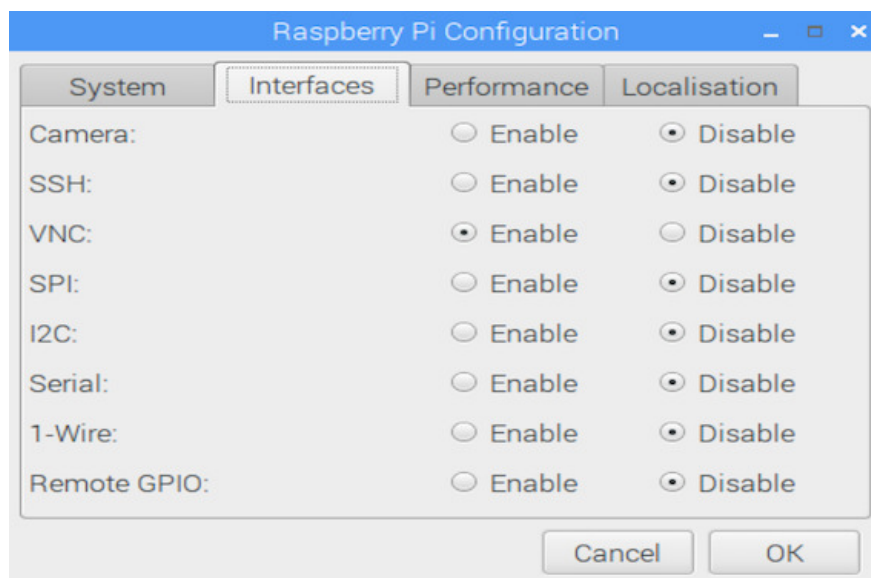 Raspberry Pi Configuration
System Interfaces Performance Localisation
Camera: Enable Disable
SSH: Enable Disable
VNC: Enable Disable
SPI: Enable Disable
I2C: Enable Disable
Serial: Enable Disable
1-Wire: Enable Disable
Remote GPIO: Enable Disable
Cancel OK